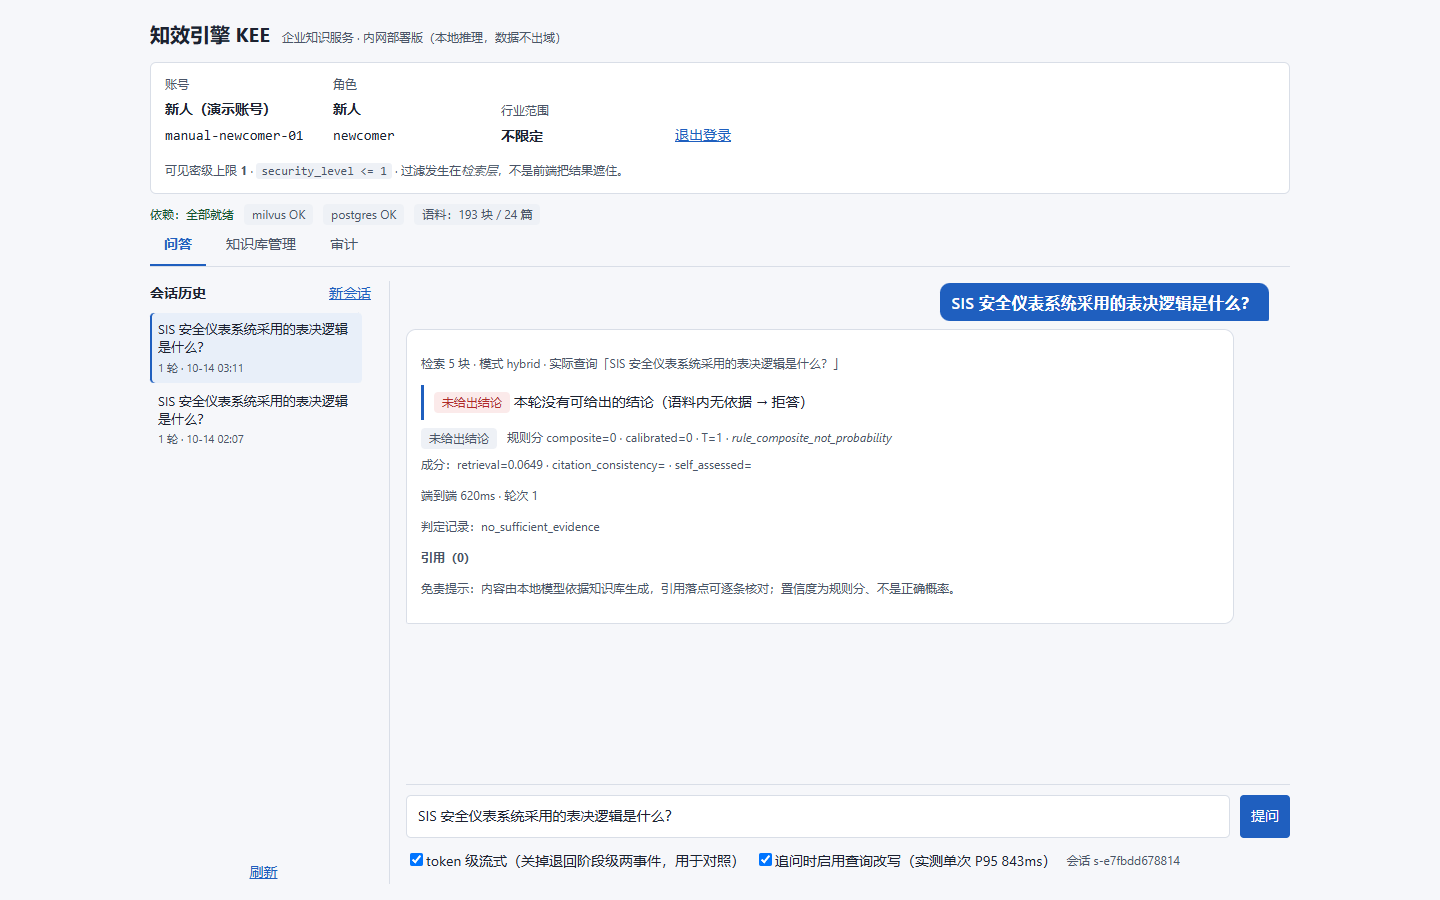 知效引擎 KEE 企业知识服务 · 内网部署版（本地推理，数据不出域）
账号
新人（演示账号）
manual-newcomer-01
角色
新人
newcomer
行业范围
不限定
退出登录
可见密级上限 1 · security_level <= 1 · 过滤发生在检索层，不是前端把结果遮住。
依赖：全部就绪 milvus OK postgres OK 语料：193 块 / 24 篇
问答 知识库管理 审计
会话历史 新会话
SIS 安全仪表系统采用的表决逻辑是什么？
1 轮 · 10-14 03:11
SIS 安全仪表系统采用的表决逻辑是什么？
1 轮 · 10-14 02:07
刷新
SIS 安全仪表系统采用的表决逻辑是什么？
检索 5 块 · 模式 hybrid · 实际查询「SIS 安全仪表系统采用的表决逻辑是什么？」
未给出结论 本轮没有可给出的结论（语料内无依据 → 拒答）
未给出结论 规则分 composite=0 · calibrated=0 · T=1 · rule_composite_not_probability
成分：retrieval=0.0649 · citation_consistency= · self_assessed=
端到端 620ms · 轮次 1
判定记录：no_sufficient_evidence
引用（0）
免责提示：内容由本地模型依据知识库生成，引用落点可逐条核对；置信度为规则分、不是正确概率。
SIS 安全仪表系统采用的表决逻辑是什么？
提问
token 级流式（关掉退回阶段级两事件，用于对照） 追问时启用查询改写（实测单次 P95 843ms） 会话 s-e7fbdd678814